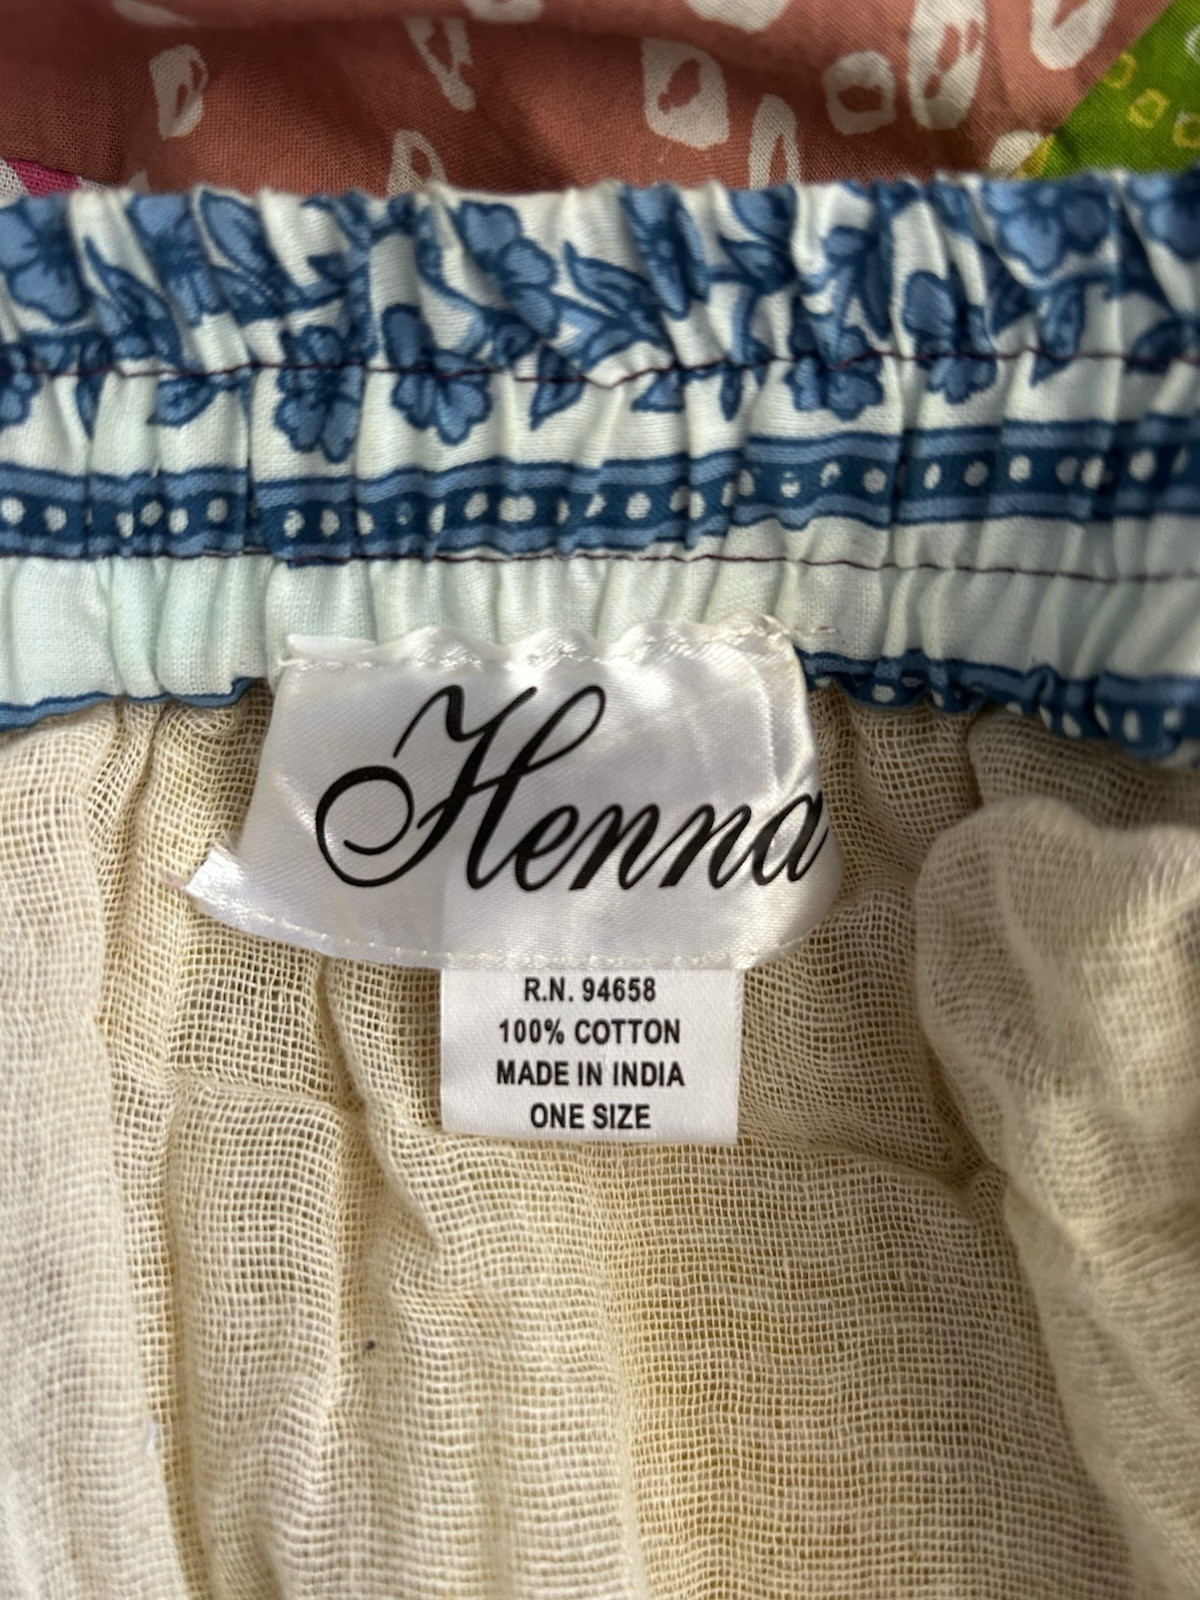 Henna
R.N. 94658
100% COTTON
MADE IN INDIA
ONE SIZE